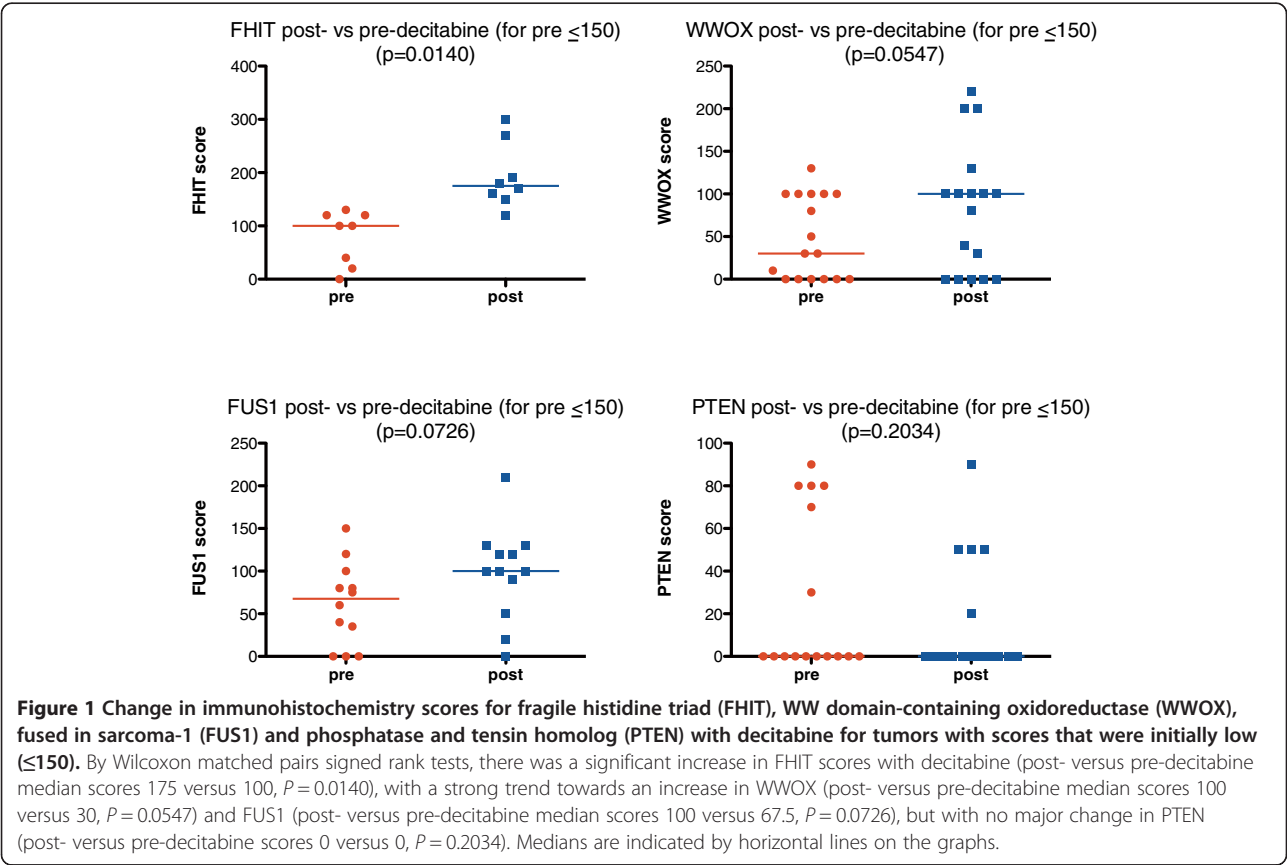 FHIT post- vs pre-decitabine (for pre ≤150)
(p=0.0140)
400
300
200
100
0
FHIT score
pre
post
WWOX post- vs pre-decitabine (for pre ≤150)
(p=0.0547)
250
200
150
100
50
0
WWOX score
pre
post
FUS1 post- vs pre-decitabine (for pre ≤150)
(p=0.0726)
250
200
150
100
50
0
FUS1 score
pre
post
PTEN post- vs pre-decitabine (for pre ≤150)
(p=0.2034)
100
80
60
40
20
0
PTEN score
pre
post
Figure 1 Change in immunohistochemistry scores for fragile histidine triad (FHIT), WW domain-containing oxidoreductase (WWOX),
fused in sarcoma-1 (FUS1) and phosphatase and tensin homolog (PTEN) with decitabine for tumors with scores that were initially low
(≤150). By Wilcoxon matched pairs signed rank tests, there was a significant increase in FHIT scores with decitabine (post- versus pre-decitabine
median scores 175 versus 100, P = 0.0140), with a strong trend towards an increase in WWOX (post- versus pre-decitabine median scores 100
versus 30, P = 0.0547) and FUS1 (post- versus pre-decitabine median scores 100 versus 67.5, P = 0.0726), but with no major change in PTEN
(post- versus pre-decitabine scores 0 versus 0, P = 0.2034). Medians are indicated by horizontal lines on the graphs.